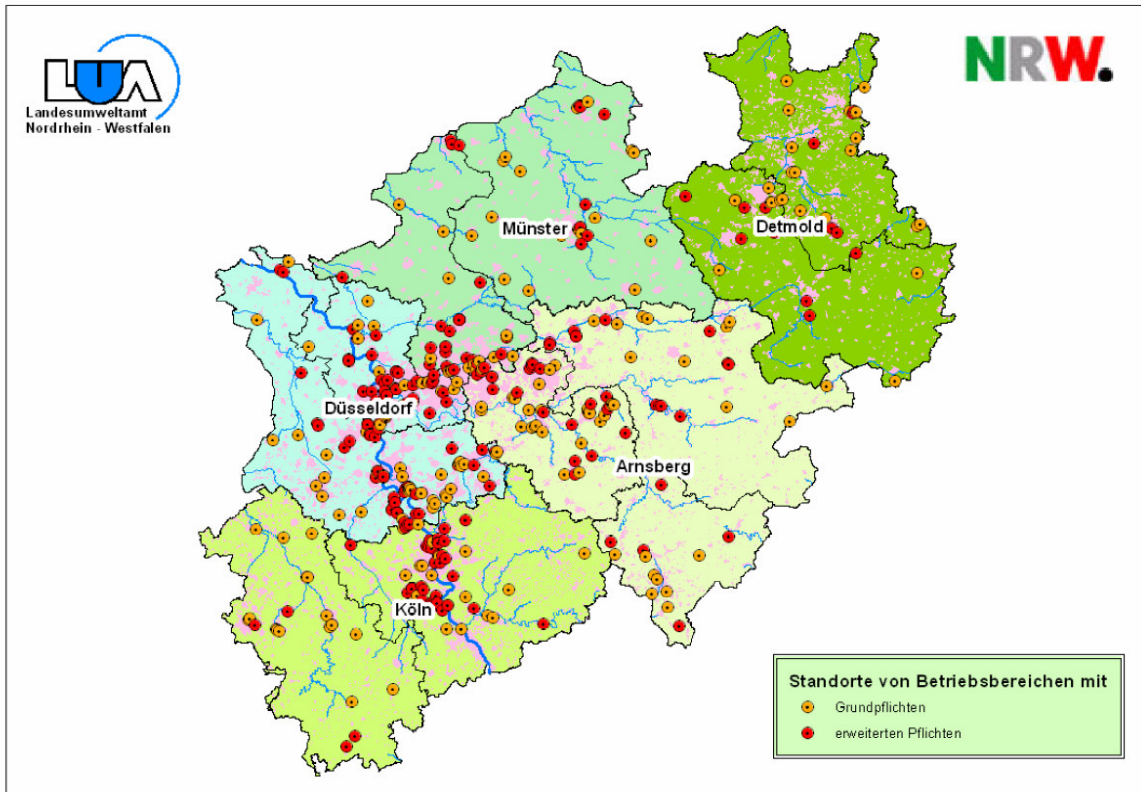 LUA
Landesumweltamt
Nordrhein - Westfalen
NRW.
Münster
Detmold
Düsseldorf
Arnsberg
Köln
Standorte von Betriebsbereichen mit
Grundpflichten
erweiterten Pflichten